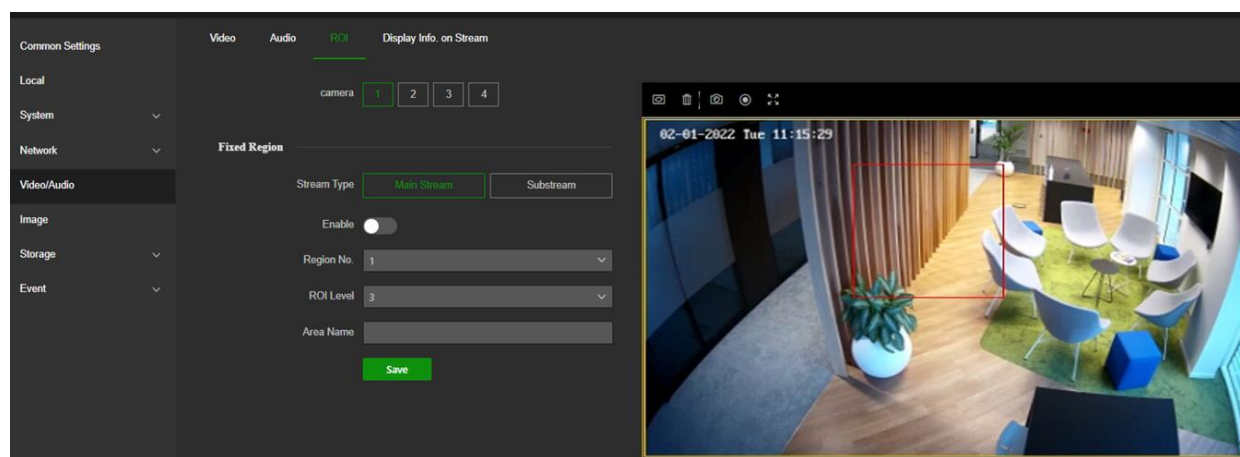 Common Settings
Local
System
Network
Video/Audio
Image
Storage
Event
Video Audio ROI Display Info. on Stream
camera 1 2 3 4
Fixed Region
Stream Type Main Stream Substream
Enable
Region No. 1
ROI Level 3
Area Name
Save
02-01-2022 Tue 11:15:29